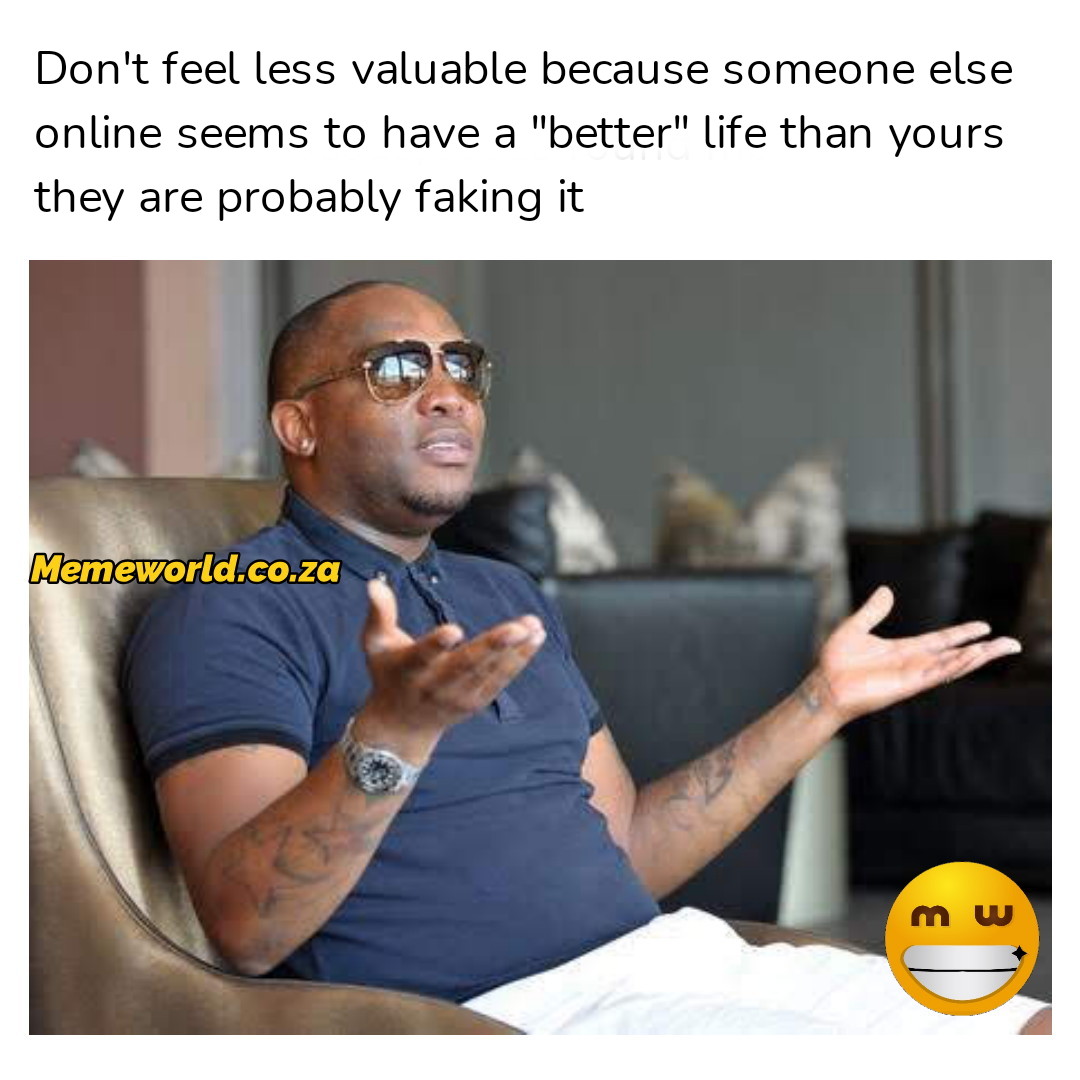 Don't feel less valuable because someone else
online seems to have a "better" life than yours
they are probably faking it
Memeworld.co.za
m w